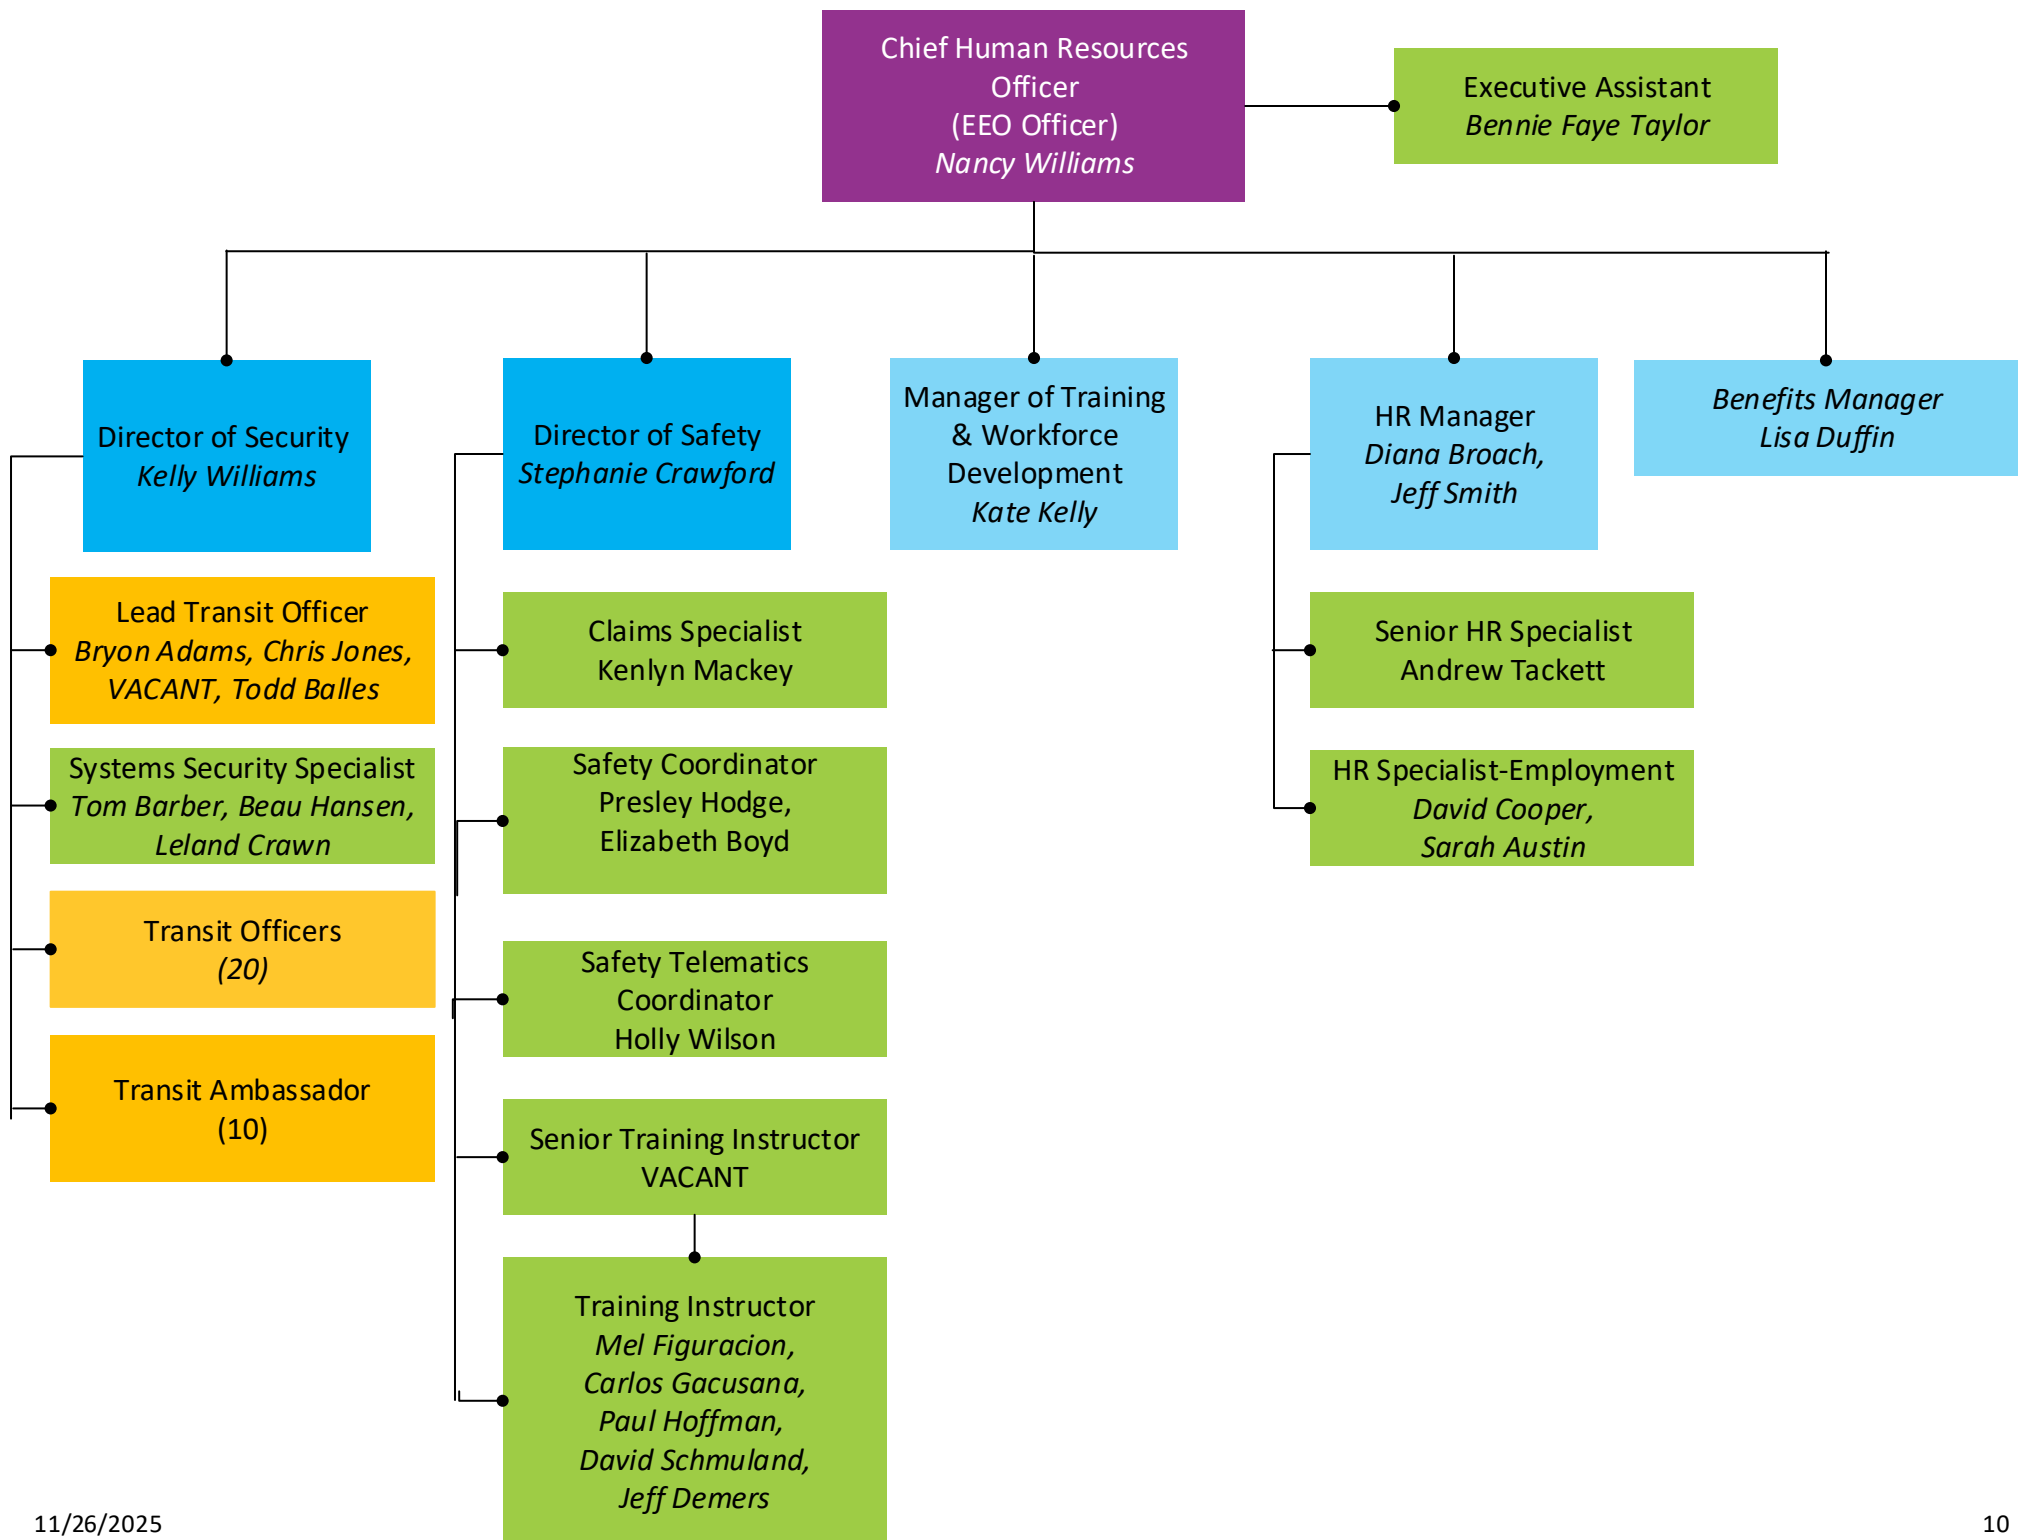 Chief Human Resources
Officer
(EEO Officer)
Nancy Williams
Executive Assistant
Bennie Faye Taylor
Director of Security
Kelly Williams
Director of Safety
Stephanie Crawford
Manager of Training
& Workforce
Development
Kate Kelly
HR Manager
Diana Broach,
Jeff Smith
Benefits Manager
Lisa Duffin
Lead Transit Officer
Bryon Adams, Chris Jones,
VACANT, Todd Balles
Systems Security Specialist
Tom Barber, Beau Hansen,
Leland Crawn
Transit Officers
(20)
Transit Ambassador
(10)
Claims Specialist
Kenlyn Mackey
Safety Coordinator
Presley Hodge,
Elizabeth Boyd
Safety Telematics
Coordinator
Holly Wilson
Senior Training Instructor
VACANT
Training Instructor
Mel Figuracion,
Carlos Gacusana,
Paul Hoffman,
David Schmuland,
Jeff Demers
Senior HR Specialist
Andrew Tackett
HR Specialist-Employment
David Cooper,
Sarah Austin
11/26/2025
10